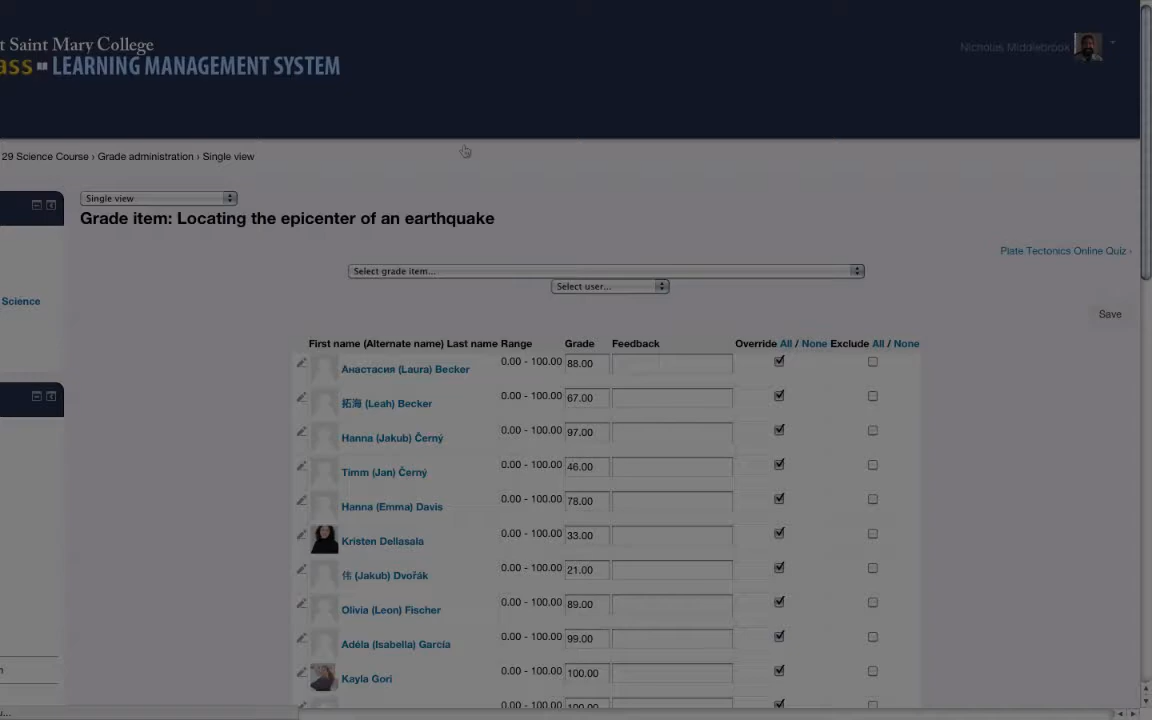 t Saint Mary College
ass LEARNING MANAGEMENT SYSTEM
Nicholas Middlebrook
29 Science Course › Grade administration › Single view
Single view
Grade item: Locating the epicenter of an earthquake
Plate Tectonics Online Quiz ›
Select grade item...
Select user...
Science
Save
First name (Alternate name) Last name Range Grade Feedback Override All / None Exclude All / None
Анастасия (Laura) Becker 0.00 - 100.00 88.00
拓海 (Leah) Becker 0.00 - 100.00 67.00
Hanna (Jakub) Černý 0.00 - 100.00 97.00
Timm (Jan) Černý 0.00 - 100.00 46.00
Hanna (Emma) Davis 0.00 - 100.00 78.00
Kristen Dellasala 0.00 - 100.00 33.00
伟 (Jakub) Dvořák 0.00 - 100.00 21.00
Olivia (Leon) Fischer 0.00 - 100.00 89.00
Adéla (Isabella) García 0.00 - 100.00 99.00
Kayla Gori 0.00 - 100.00 100.00
0.00 - 100.00 100.00